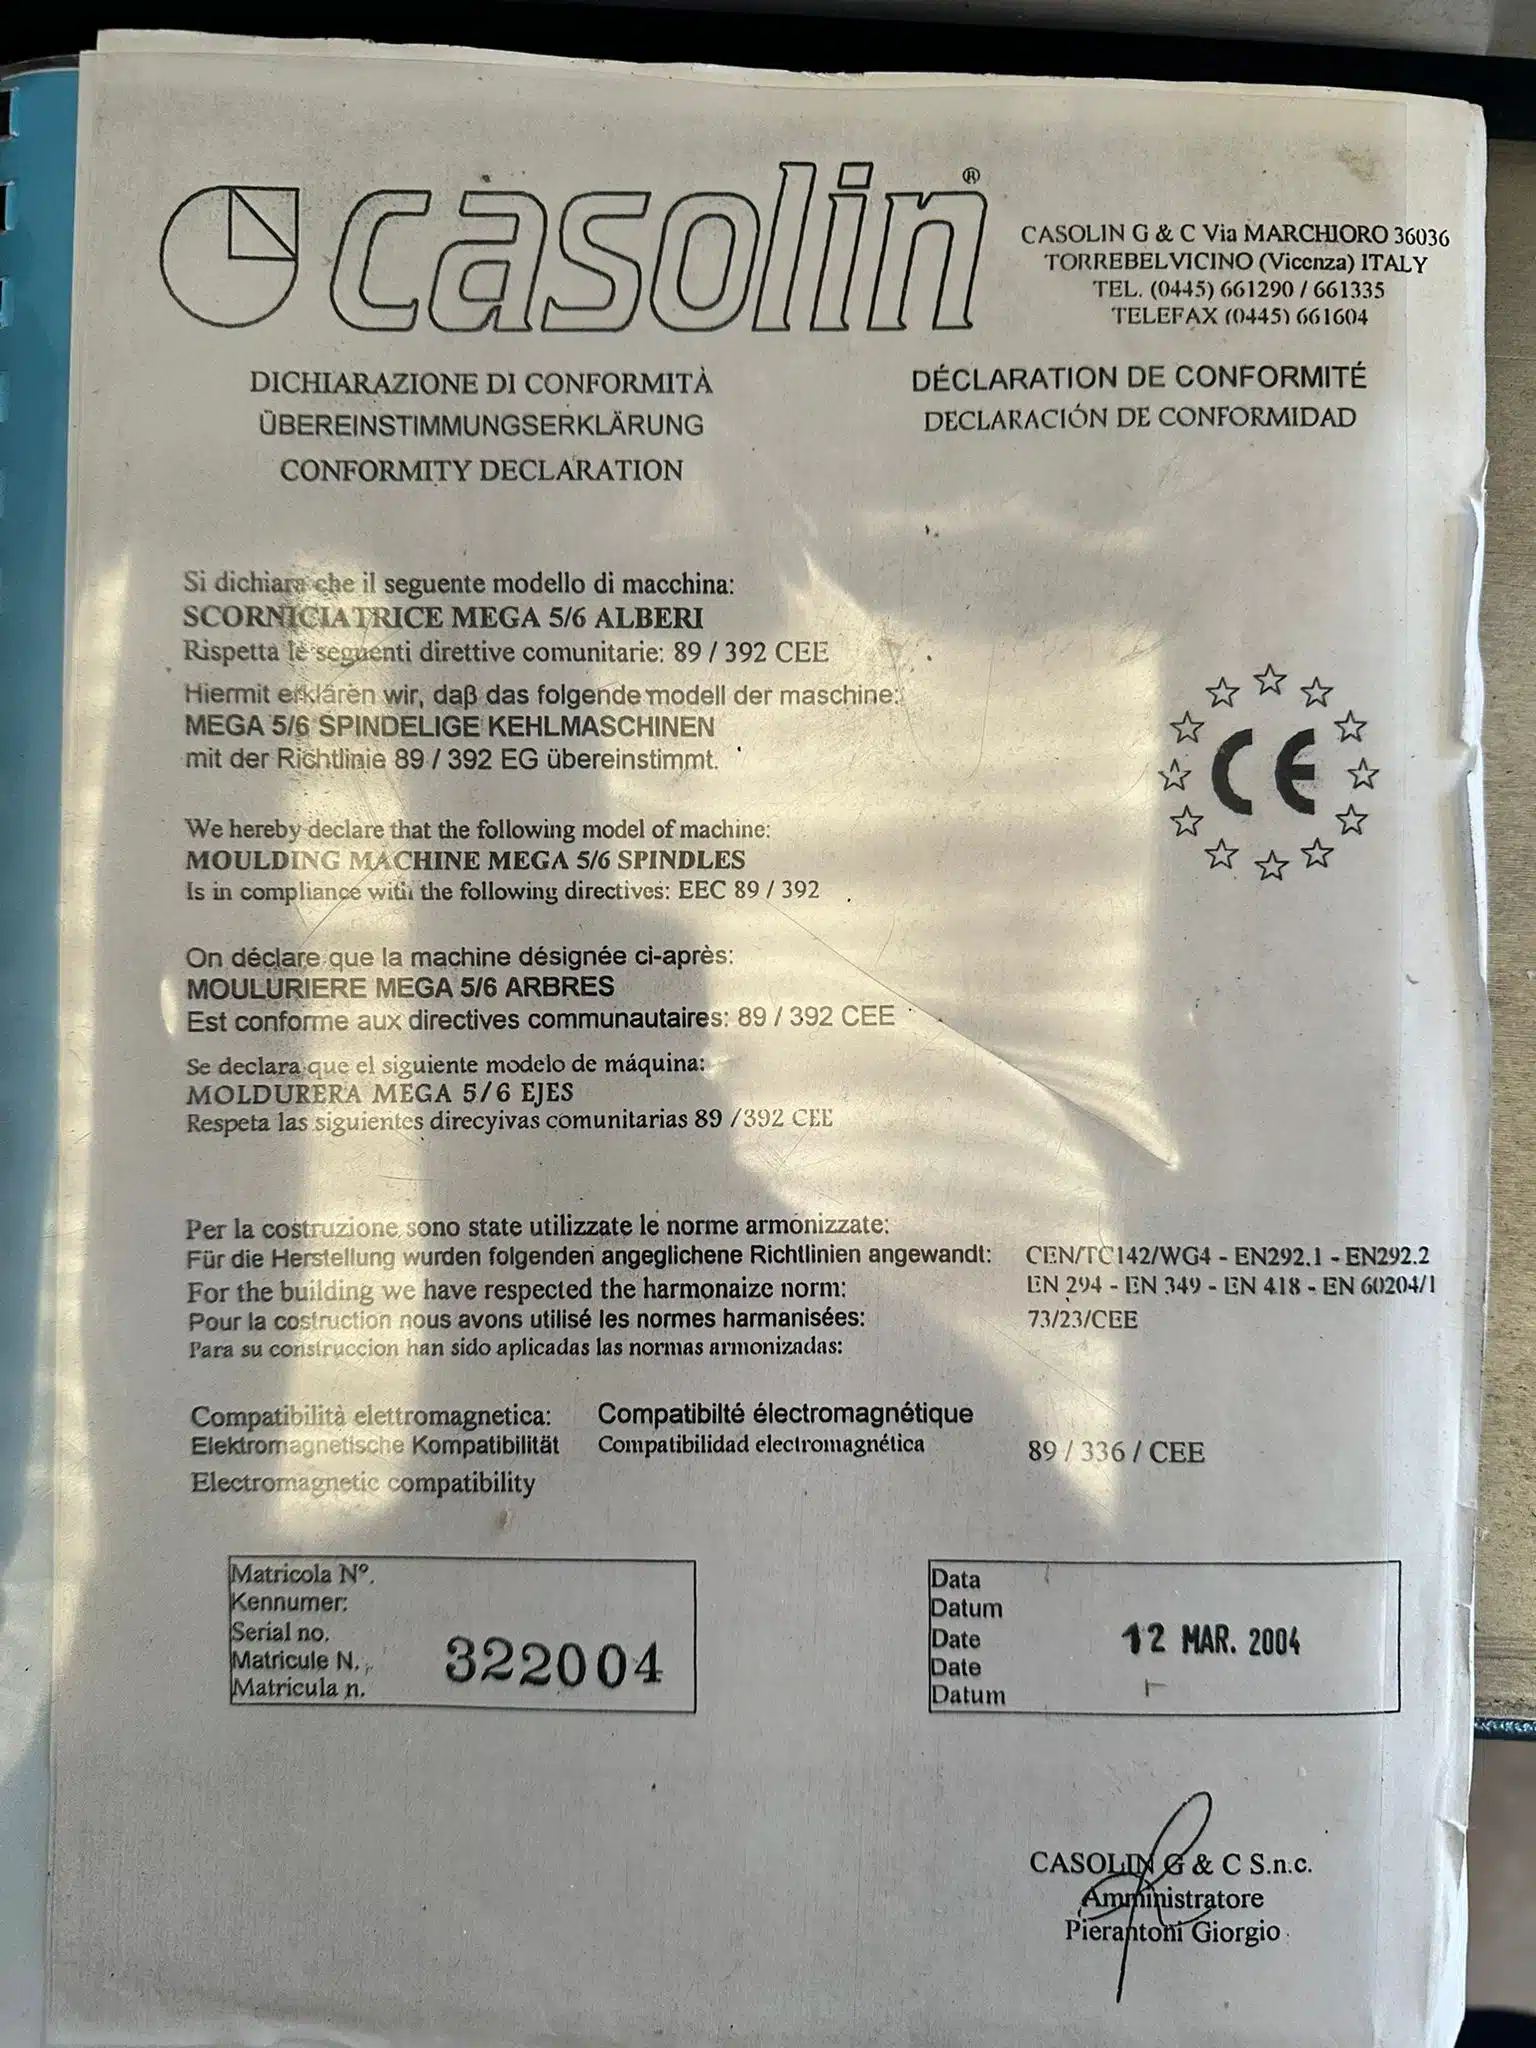 casolin®
CASOLIN G & C Via MARCHIORO 36036
TORREBELVICINO (Vicenza) ITALY
TEL. (0445) 661290 / 661335
TELEFAX (0445) 661604
DICHIARAZIONE DI CONFORMITÀ
ÜBEREINSTIMMUNGSERKLÄRUNG
CONFORMITY DECLARATION
DÉCLARATION DE CONFORMITÉ
DECLARACIÓN DE CONFORMIDAD
Si dichiara che il seguente modello di macchina:
SCORNICIATRICE MEGA 5/6 ALBERI
Rispetta le seguenti direttive comunitarie: 89 / 392 CEE
Hiermit erklären wir, daβ das folgende modell der maschine:
MEGA 5/6 SPINDELIGE KEHLMASCHINEN
mit der Richtlinie 89 / 392 EG übereinstimmt.
CE
We hereby declare that the following model of machine:
MOULDING MACHINE MEGA 5/6 SPINDLES
Is in compliance with the following directives: EEC 89 / 392
On déclare que la machine désignée ci-après:
MOULURIERE MEGA 5/6 ARBRES
Est conforme aux directives communautaires: 89 / 392 CEE
Se declara que el siguiente modelo de máquina:
MOLDURERA MEGA 5/6 EJES
Respeta las siguientes direcyivas comunitarias 89 /392 CEE
Per la costruzione sono state utilizzate le norme armonizzate:
Für die Herstellung wurden folgenden angeglichene Richtlinien angewandt:
For the building we have respected the harmonaize norm:
Pour la costruction nous avons utilisé les normes harmanisées:
Para su construccion han sido aplicadas las normas armonizadas:
CEN/TC142/WG4 - EN292.1 - EN292.2
EN 294 - EN 349 - EN 418 - EN 60204/1
73/23/CEE
Compatibilità elettromagnetica:
Elektromagnetische Kompatibilität
Electromagnetic compatibility
Compatibilté électromagnétique
Compatibilidad electromagnética
89 / 336 / CEE
Matricola Nº.
Kennumer:
Serial no.
Matricule N.
Matricula n.
322004
Data
Datum
Date
Date
Datum
12 MAR. 2004
CASOLIN G & C S.n.c.
Amministratore
Pierantoni Giorgio